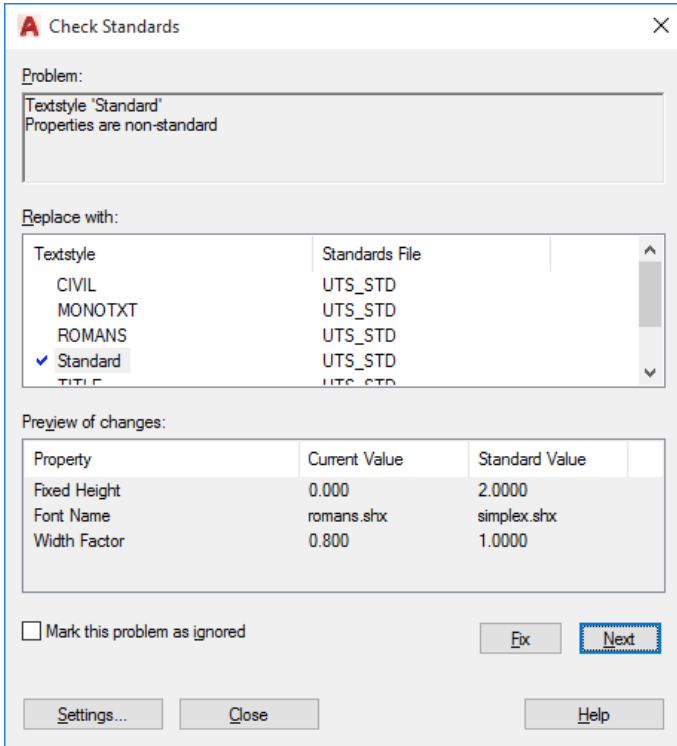 Check Standards
Problem:
Textstyle 'Standard'
Properties are non-standard
Replace with:
Textstyle Standards File
CIVIL UTS_STD
MONOTXT UTS_STD
ROMANS UTS_STD
Standard UTS_STD
TITLE UTS_STD
Preview of changes:
Property Current Value Standard Value
Fixed Height 0.000 2.0000
Font Name romans.shx simplex.shx
Width Factor 0.800 1.0000
Mark this problem as ignored
Fix Next
Settings... Close Help